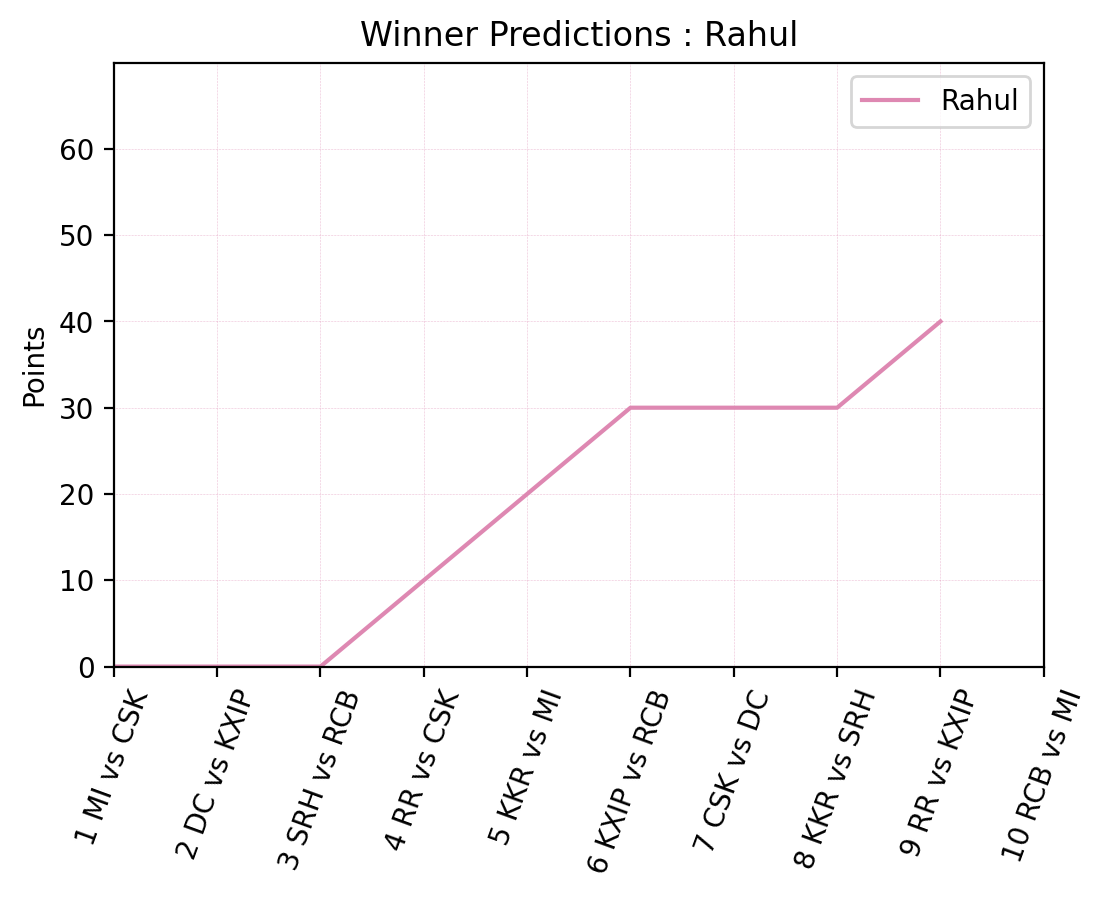 Winner Predictions : Rahul
Rahul
Points
60
50
40
30
20
10
0
1 MI vs CSK
2 DC vs KXIP
3 SRH vs RCB
4 RR vs CSK
5 KKR vs MI
6 KXIP vs RCB
7 CSK vs DC
8 KKR vs SRH
9 RR vs KXIP
10 RCB vs MI